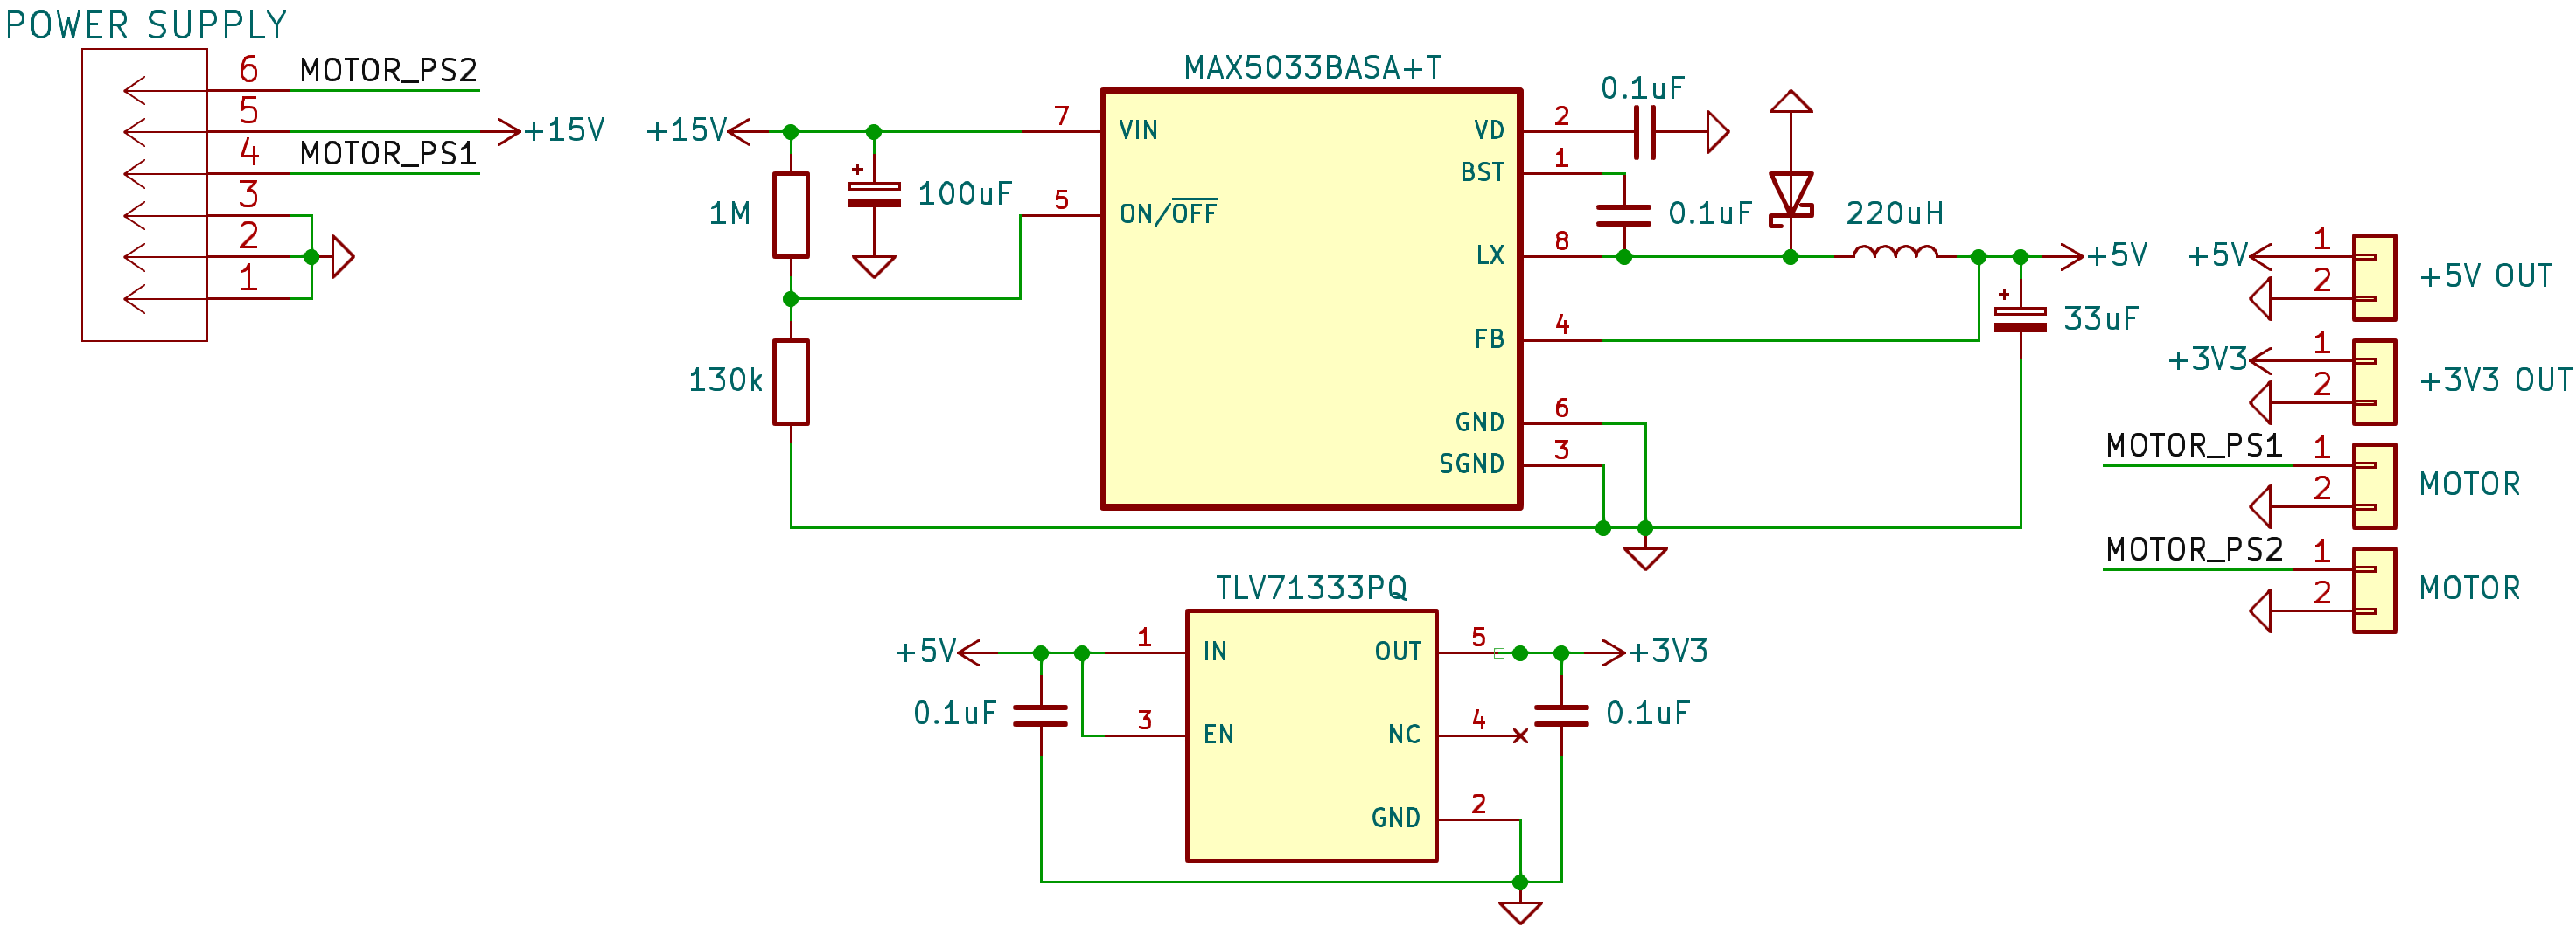 POWER SUPPLY
6 MOTOR_PS2
5 +15V
4 MOTOR_PS1
3
2
1
MAX5033BASA+T
+15V 7 VIN
1M
100uF
5 ON/OFF
130k
VD 2 0.1uF
BST 1
0.1uF
LX 8 220uH +5V
FB 4
+ 33uF
GND 6
SGND 3
+
+5V 1
2
+5V OUT
+3V3 1
2
+3V3 OUT
MOTOR_PS1 1
2
MOTOR
MOTOR_PS2 1
2
MOTOR
TLV71333PQ
+5V 1 IN
0.1uF
3 EN
OUT 5 +3V3
NC 4
0.1uF
GND 2